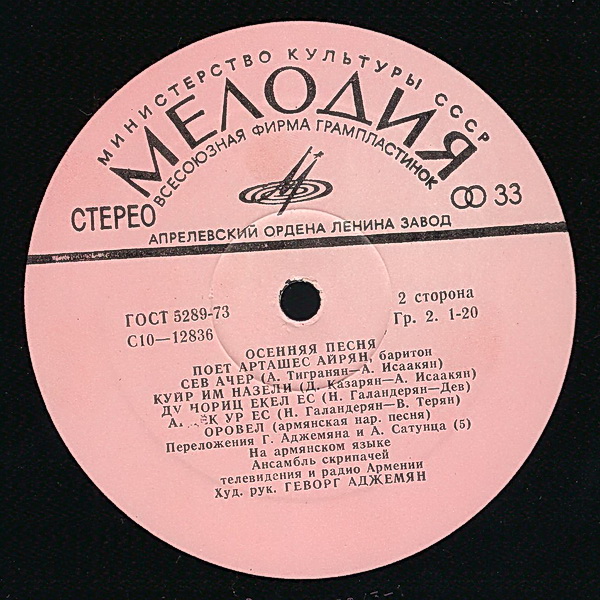 МИНИСТЕРСТВО КУЛЬТУРЫ СССР
МЕЛОДИЯ
ВСЕСОЮЗНАЯ ФИРМА ГРАМПЛАСТИНОК
СТЕРЕО
33
АПРЕЛЕВСКИЙ ОРДЕНА ЛЕНИНА ЗАВОД
ГОСТ 5289-73
С10—12836
2 сторона
Гр. 2. 1-20
ОСЕННЯЯ ПЕСНЯ
ПОЕТ АРТАШЕС АЙРЯН, баритон
СЕВ АЧЕР (А. Тигранян—А. Исаакян)
КУЙР ИМ НАЗЕЛИ (Д. Казарян—А. Исаакян)
ДУ ЧОРИЦ ЕКЕЛ ЕС (Н. Галандерян—Дев)
УР ЕС (Н. Галандерян—В. Терян)
ОРОВЕЛ (армянская нар. песня)
Переложения Г. Аджемяна и А. Сатунца (5)
На армянском языке
Ансамбль скрипачей
телевидения и радио Армении
Худ. рук. ГЕВОРГ АДЖЕМЯН